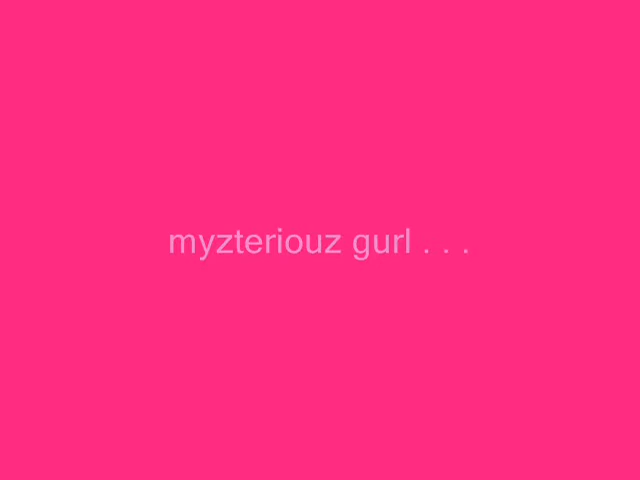 myzteriouz gurl . . .